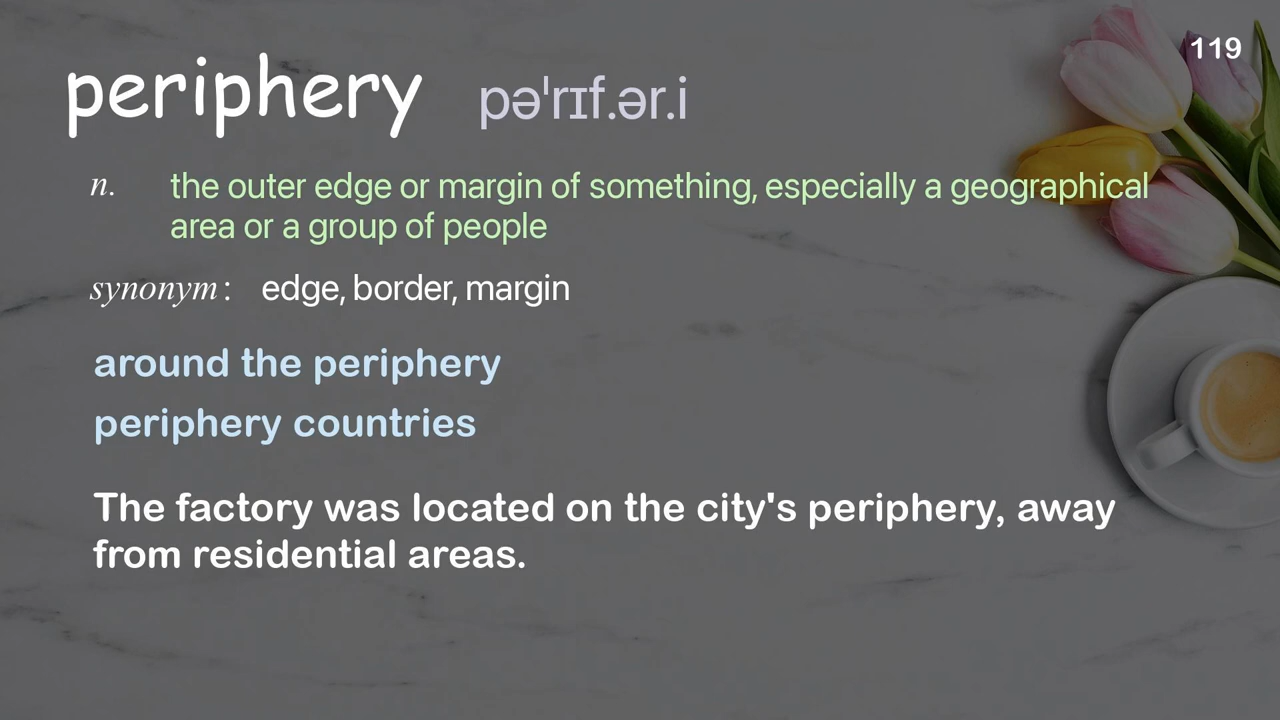 119
periphery pəˈrɪf.ər.i
n. the outer edge or margin of something, especially a geographical
area or a group of people
synonym: edge, border, margin
around the periphery
periphery countries
The factory was located on the city's periphery, away
from residential areas.